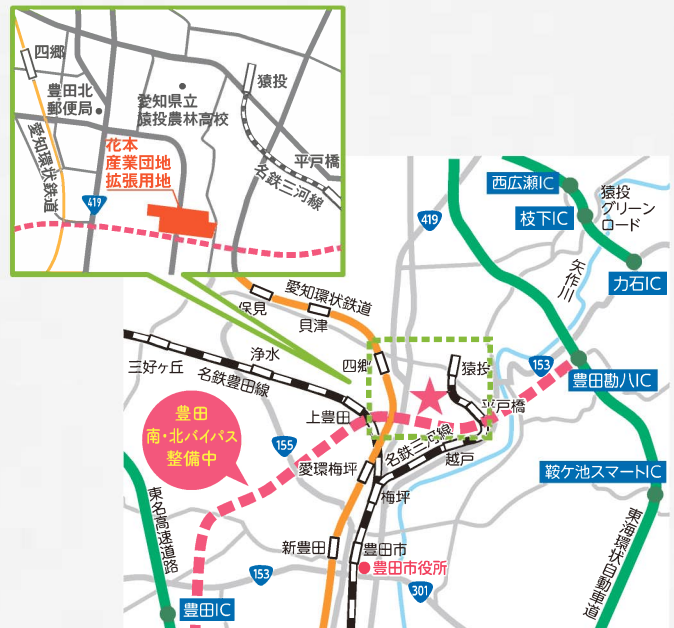 四郷
豊田北
郵便局
愛知県立
猿投農林高校
猿投
花本
産業団地
拡張用地
平戸橋
名鉄三河線
愛知環状鉄道
419
419
西広瀬IC
枝下IC
猿投
グリーン
ロード
力石IC
矢作川
愛知環状鉄道
保見
貝津
四郷
猿投
153
豊田勘八IC
三好ヶ丘
浄水
名鉄豊田線
上豊田
平戸橋
豊田
南・北バイパス
整備中
155
名鉄三河線
越戸
愛環梅坪
梅坪
鞍ケ池スマートIC
東名高速道路
新豊田
豊田市
豊田市役所
153
301
東海環状自動車道
豊田IC